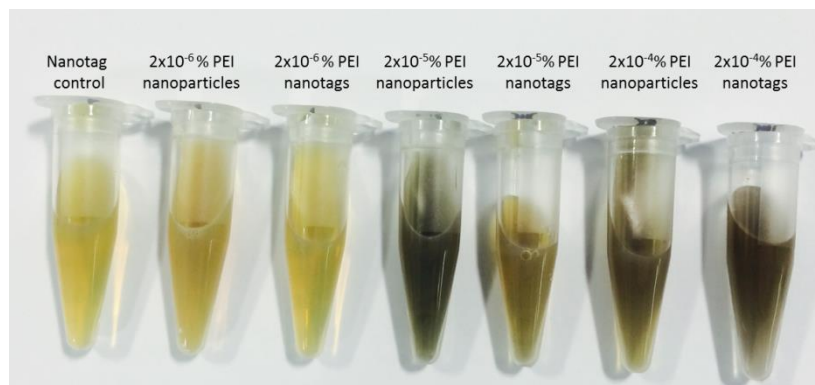 Nanotag
control
2x10⁻⁶% PEI
nanoparticles
2x10⁻⁶% PEI
nanotags
2x10⁻⁵% PEI
nanoparticles
2x10⁻⁵% PEI
nanotags
2x10⁻⁴% PEI
nanoparticles
2x10⁻⁴% PEI
nanotags